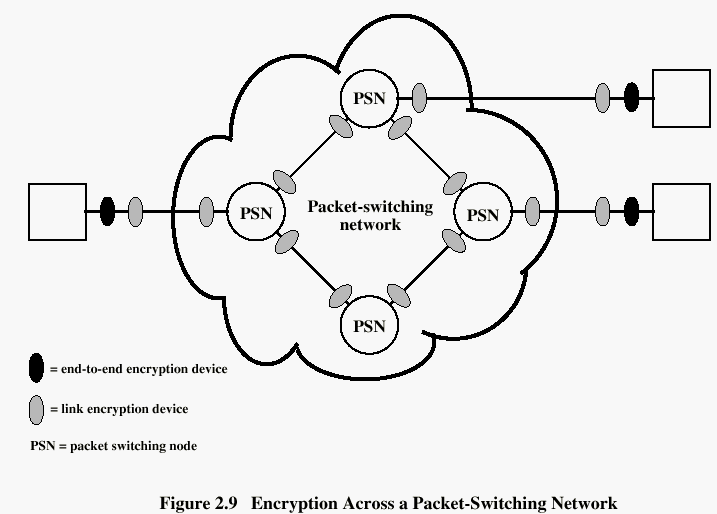 PSN
PSN
Packet-switching
network
PSN
PSN
= end-to-end encryption device
= link encryption device
PSN = packet switching node
Figure 2.9 Encryption Across a Packet-Switching Network